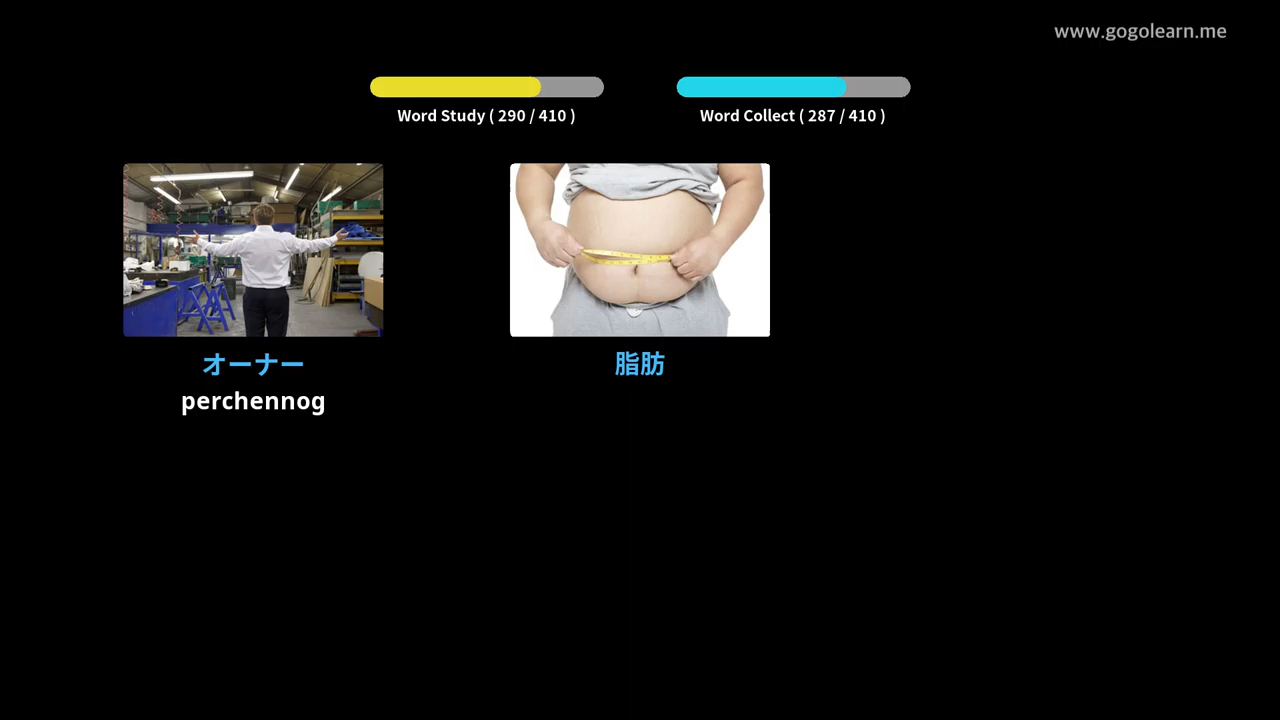 www.gogolearn.me
Word Study ( 290 / 410 )
Word Collect ( 287 / 410 )
オーナー
perchennog
脂肪